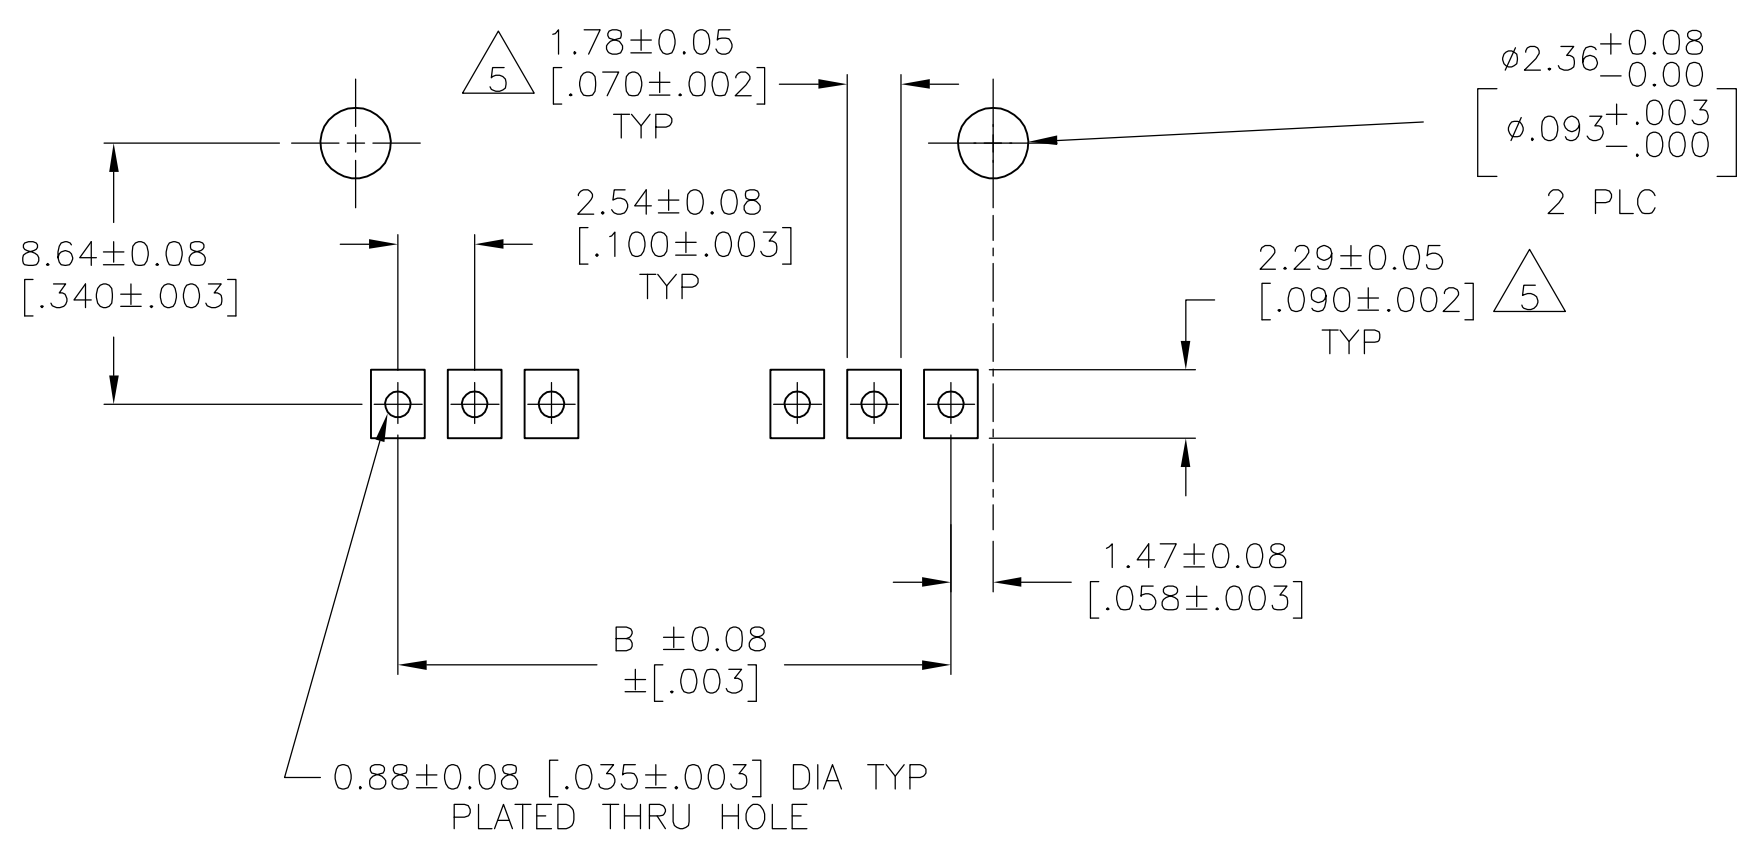 5
1.78±0.05
[.070±.002]
TYP
ø2.36+0.08
-0.00
[ø.093+.003
-.000]
2 PLC
2.54±0.08
[.100±.003]
TYP
8.64±0.08
[.340±.003]
2.29±0.05
[.090±.002]
TYP
5
1.47±0.08
[.058±.003]
B ±0.08
±[.003]
0.88±0.08 [.035±.003] DIA TYP
PLATED THRU HOLE